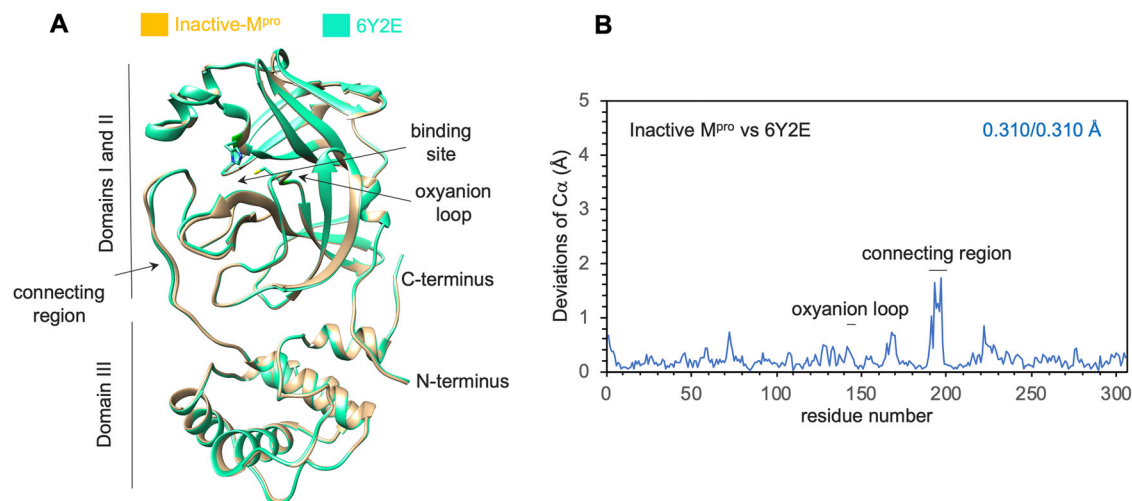 A
Inactive-Mᵖʳᵒ
6Y2E
Domains I and II
binding
site
oxyanion
loop
C-terminus
connecting
region
N-terminus
Domain III
B
Inactive Mᵖʳᵒ vs 6Y2E
0.310/0.310 Å
Deviations of Cα (Å)
5
4
3
2
1
0
connecting region
oxyanion loop
0
50
100
150
200
250
300
residue number